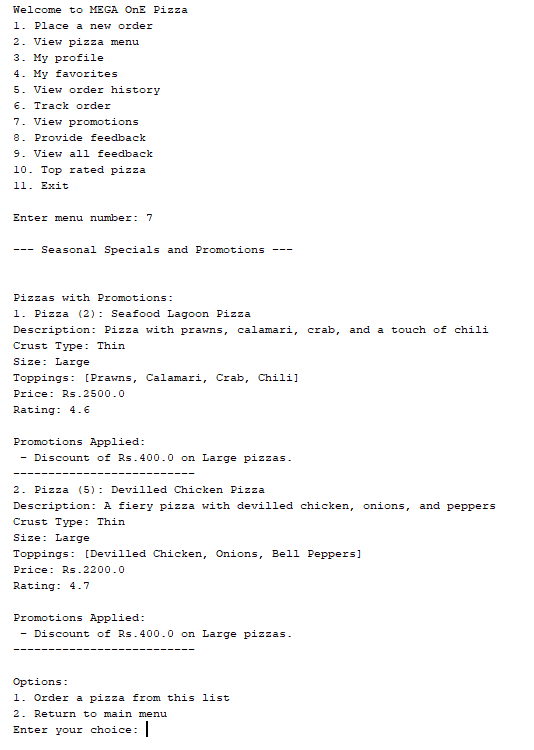 Welcome to MEGA OnE Pizza
1. Place a new order
2. View pizza menu
3. My profile
4. My favorites
5. View order history
6. Track order
7. View promotions
8. Provide feedback
9. View all feedback
10. Top rated pizza
11. Exit
Enter menu number: 7
--- Seasonal Specials and Promotions ---
Pizzas with Promotions:
1. Pizza (2): Seafood Lagoon Pizza
Description: Pizza with prawns, calamari, crab, and a touch of chili
Crust Type: Thin
Size: Large
Toppings: [Prawns, Calamari, Crab, Chili]
Price: Rs.2500.0
Rating: 4.6
Promotions Applied:
 - Discount of Rs.400.0 on Large pizzas.
--------------------------
2. Pizza (5): Devilled Chicken Pizza
Description: A fiery pizza with devilled chicken, onions, and peppers
Crust Type: Thin
Size: Large
Toppings: [Devilled Chicken, Onions, Bell Peppers]
Price: Rs.2200.0
Rating: 4.7
Promotions Applied:
 - Discount of Rs.400.0 on Large pizzas.
--------------------------
Options:
1. Order a pizza from this list
2. Return to main menu
Enter your choice: